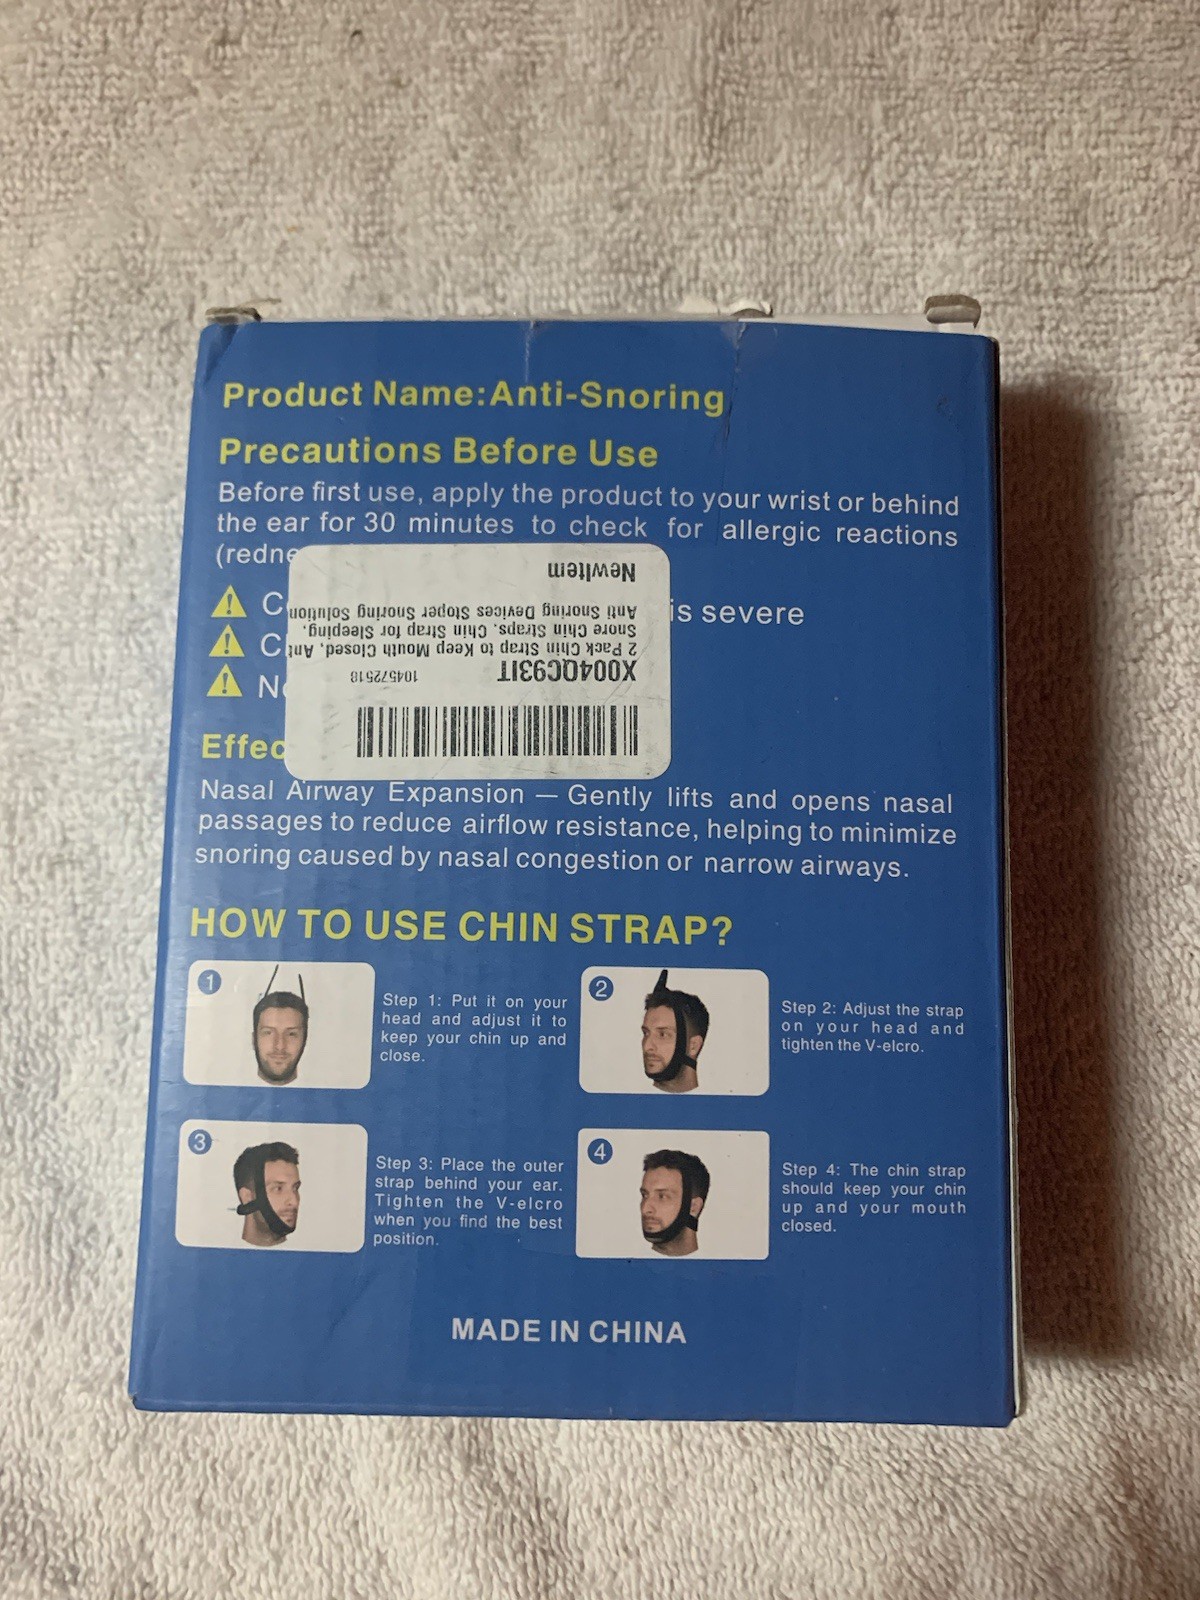 Product Name:Anti-Snoring
Precautions Before Use
Before first use, apply the product to your wrist or behind
the ear for 30 minutes to check for allergic reactions
is severe
NewItem
2 Pack Chin Strap to Keep Mouth Closed, Ant
Snore Chin Straps, Chin Strap for Sleeping,
Anti Snoring Devices Stoper Snoring Solution
X004QC93IT
104572518
Nasal Airway Expansion — Gently lifts and opens nasal
passages to reduce airflow resistance, helping to minimize
snoring caused by nasal congestion or narrow airways.
HOW TO USE CHIN STRAP?
1
Step 1: Put it on your
head and adjust it to
keep your chin up and
close.
2
Step 2: Adjust the strap
on your head and
tighten the V-elcro.
3
Step 3: Place the outer
strap behind your ear.
Tighten the V-elcro
when you find the best
position.
4
Step 4: The chin strap
should keep your chin
up and your mouth
closed.
MADE IN CHINA